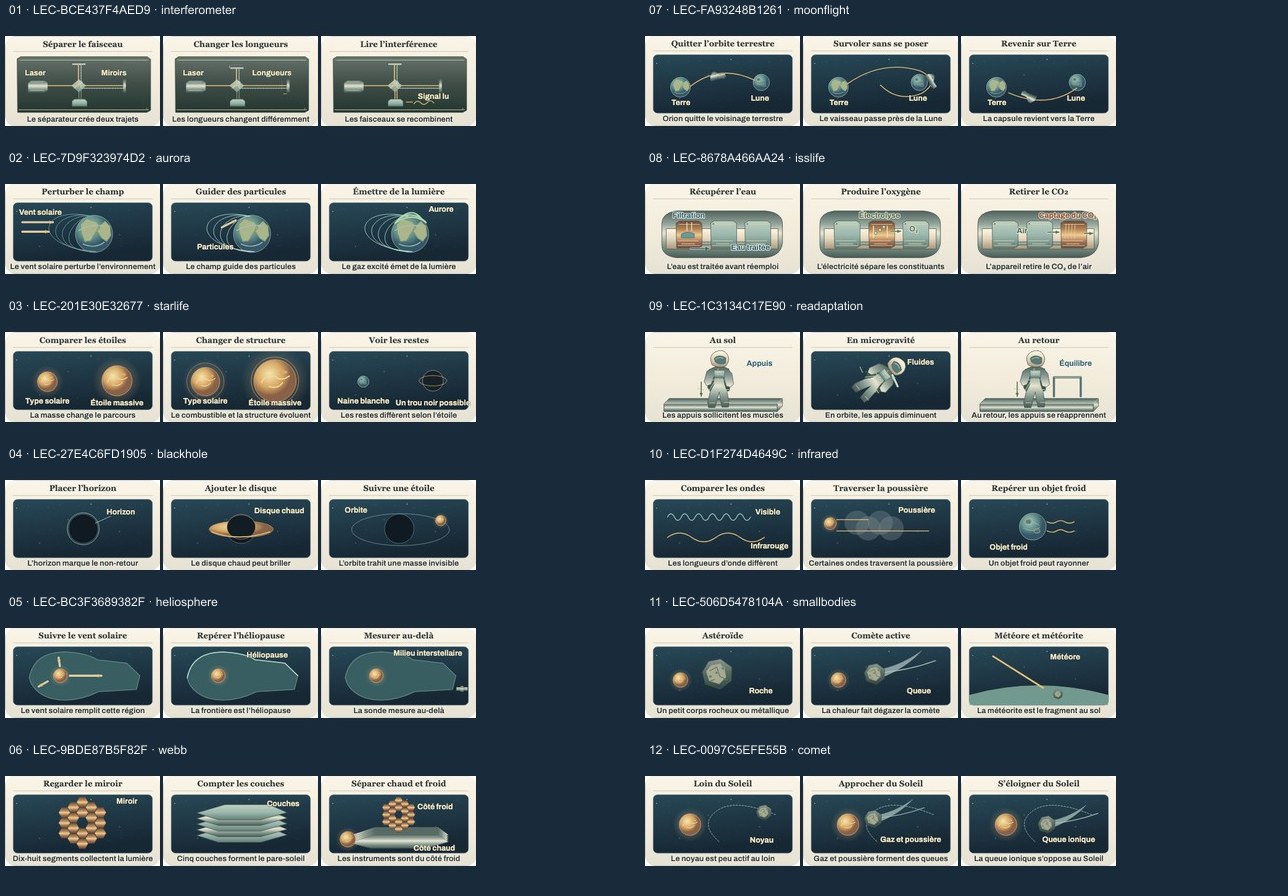 01 · LEC-BCE437F4AED9 · interferometer
Séparer le faisceau
Laser
Miroirs
Le séparateur crée deux trajets
Changer les longueurs
Laser
Longueurs
Les longueurs changent différemment
Lire l'interférence
Signal lu
Les faisceaux se recombinent
02 · LEC-7D9F323974D2 · aurora
Perturber le champ
Vent solaire
Le vent solaire perturbe l'environnement
Guider des particules
Particules
Le champ guide des particules
Émettre de la lumière
Aurore
Le gaz excité émet de la lumière
03 · LEC-201E30E32677 · starlife
Comparer les étoiles
Type solaire
Étoile massive
La masse change le parcours
Changer de structure
Type solaire
Étoile massive
Le combustible et la structure évoluent
Voir les restes
Naine blanche
Un trou noir possible
Les restes diffèrent selon l'étoile
04 · LEC-27E4C6FD1905 · blackhole
Placer l'horizon
Horizon
L'horizon marque le non-retour
Ajouter le disque
Disque chaud
Le disque chaud peut briller
Suivre une étoile
Orbite
L'orbite trahit une masse invisible
05 · LEC-BC3F3689382F · heliosphere
Suivre le vent solaire
Le vent solaire remplit cette région
Repérer l'héliopause
Héliopause
La frontière est l'héliopause
Mesurer au-delà
Milieu interstellaire
La sonde mesure au-delà
06 · LEC-9BDE87B5F82F · webb
Regarder le miroir
Miroir
Dix-huit segments collectent la lumière
Compter les couches
Couches
Cinq couches forment le pare-soleil
Séparer chaud et froid
Côté froid
Côté chaud
Les instruments sont du côté froid
07 · LEC-FA93248B1261 · moonflight
Quitter l'orbite terrestre
Terre
Lune
Orion quitte le voisinage terrestre
Survoler sans se poser
Terre
Lune
Le vaisseau passe près de la Lune
Revenir sur Terre
Terre
Lune
La capsule revient vers la Terre
08 · LEC-8678A466AA24 · isslife
Récupérer l'eau
Filtration
Eau traitée
L'eau est traitée avant réemploi
Produire l'oxygène
Électrolyse
O₂
L'électricité sépare les constituants
Retirer le CO₂
Captage du CO₂
Air
L'appareil retire le CO₂ de l'air
09 · LEC-1C3134C17E90 · readaptation
Au sol
Appuis
Les appuis sollicitent les muscles
En microgravité
Fluides
En orbite, les appuis diminuent
Au retour
Équilibre
Au retour, les appuis se réapprennent
10 · LEC-D1F274D4649C · infrared
Comparer les ondes
Visible
Infrarouge
Les longueurs d'onde diffèrent
Traverser la poussière
Poussière
Certaines ondes traversent la poussière
Repérer un objet froid
Objet froid
Un objet froid peut rayonner
11 · LEC-506D5478104A · smallbodies
Astéroïde
Roche
Un petit corps rocheux ou métallique
Comète active
Queue
La chaleur fait dégazer la comète
Météore et météorite
Météore
La météorite est le fragment au sol
12 · LEC-0097C5EFE55B · comet
Loin du Soleil
Noyau
Le noyau est peu actif au loin
Approcher du Soleil
Gaz et poussière
Gaz et poussière forment des queues
S'éloigner du Soleil
Queue ionique
La queue ionique s'oppose au Soleil